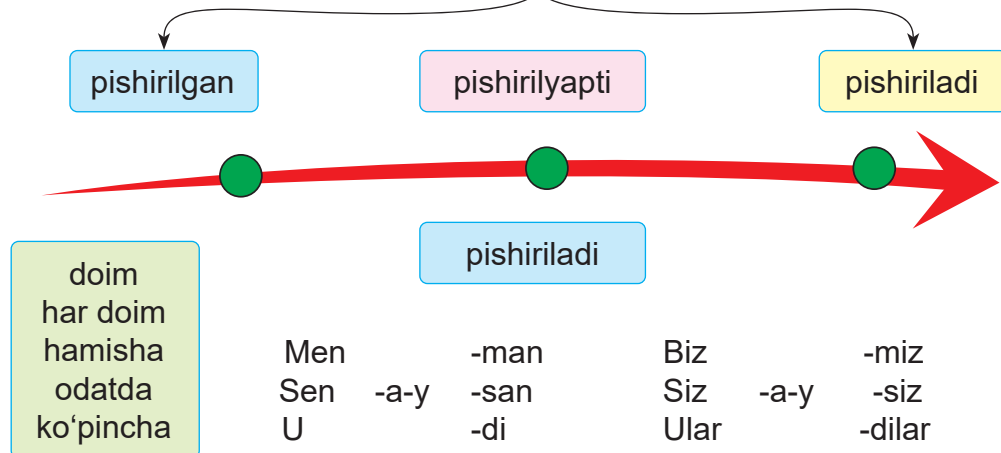 pishirilgan
pishirilyapti
pishiriladi
pishiriladi
doim
har doim
hamisha
odatda
ko‘pincha
Men -man Biz -miz
Sen -a-y -san Siz -a-y -siz
U -di Ular -dilar